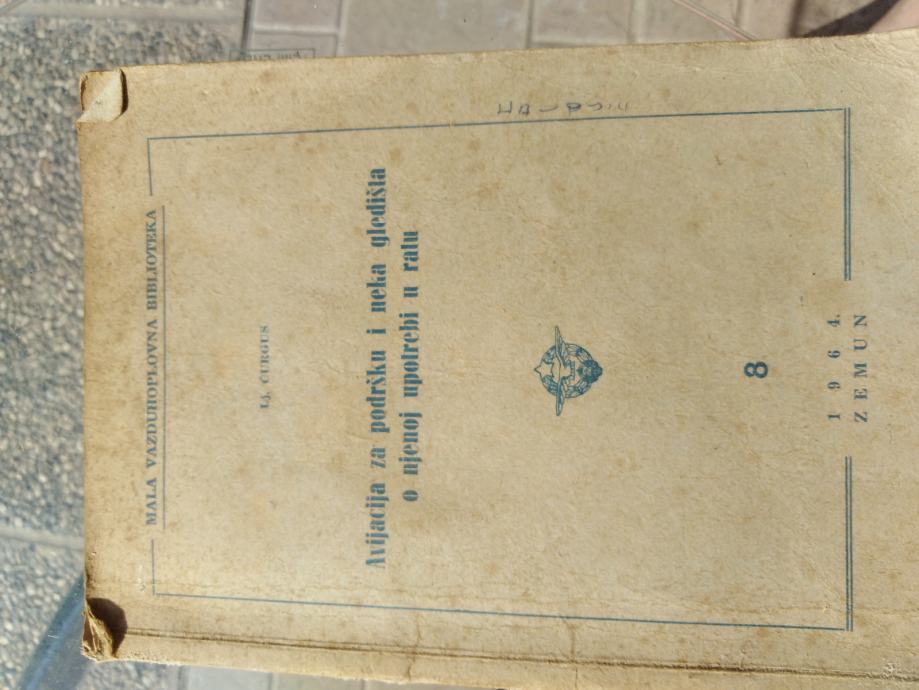 MALA VAZDUHOPLOVNA BIBLIOTEKA
Lj. ĆURGUS
Avijacija za podršku i neka gledišta
o njenoj upotrebi u ratu
8
1964.
ZEMUN